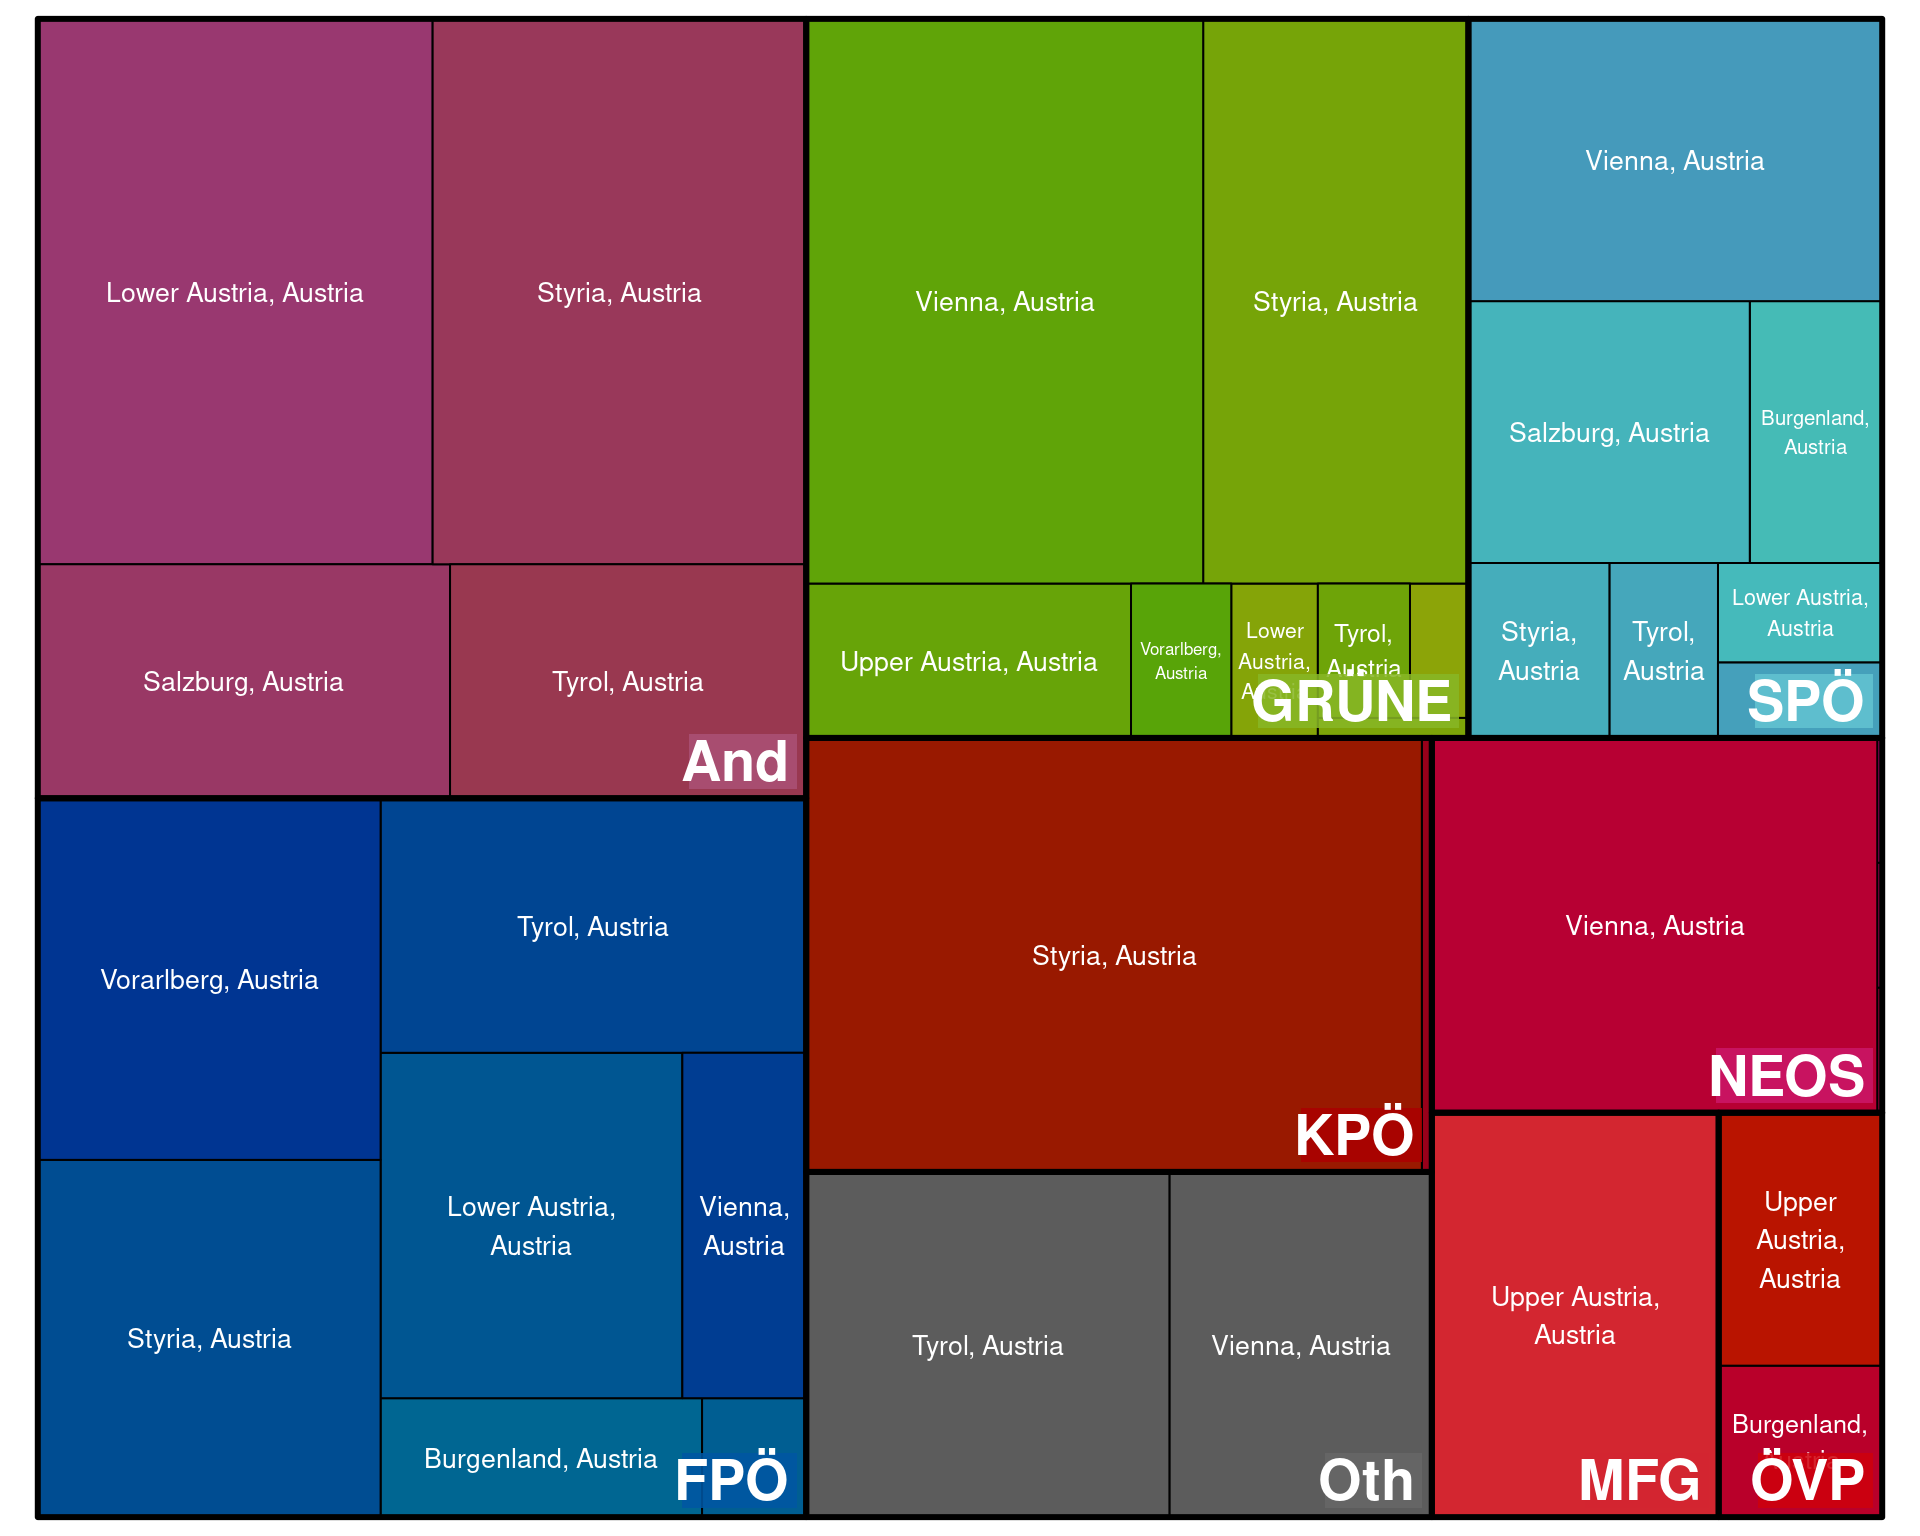 Lower Austria, Austria
Styria, Austria
Salzburg, Austria
Tyrol, Austria
And
Vienna, Austria
Styria, Austria
Upper Austria, Austria
Vorarlberg,
Austria
Lower
Austria,
Tyrol,
Austria
GRÜNE
Vienna, Austria
Salzburg, Austria
Burgenland,
Austria
Styria,
Austria
Tyrol,
Austria
Lower Austria,
Austria
SPÖ
Vorarlberg, Austria
Tyrol, Austria
Styria, Austria
Lower Austria,
Austria
Vienna,
Austria
Burgenland, Austria
FPÖ
Styria, Austria
KPÖ
Tyrol, Austria
Vienna, Austria
Oth
Vienna, Austria
NEOS
Upper Austria,
Austria
MFG
Upper
Austria,
Austria
Burgenland,
ÖVP